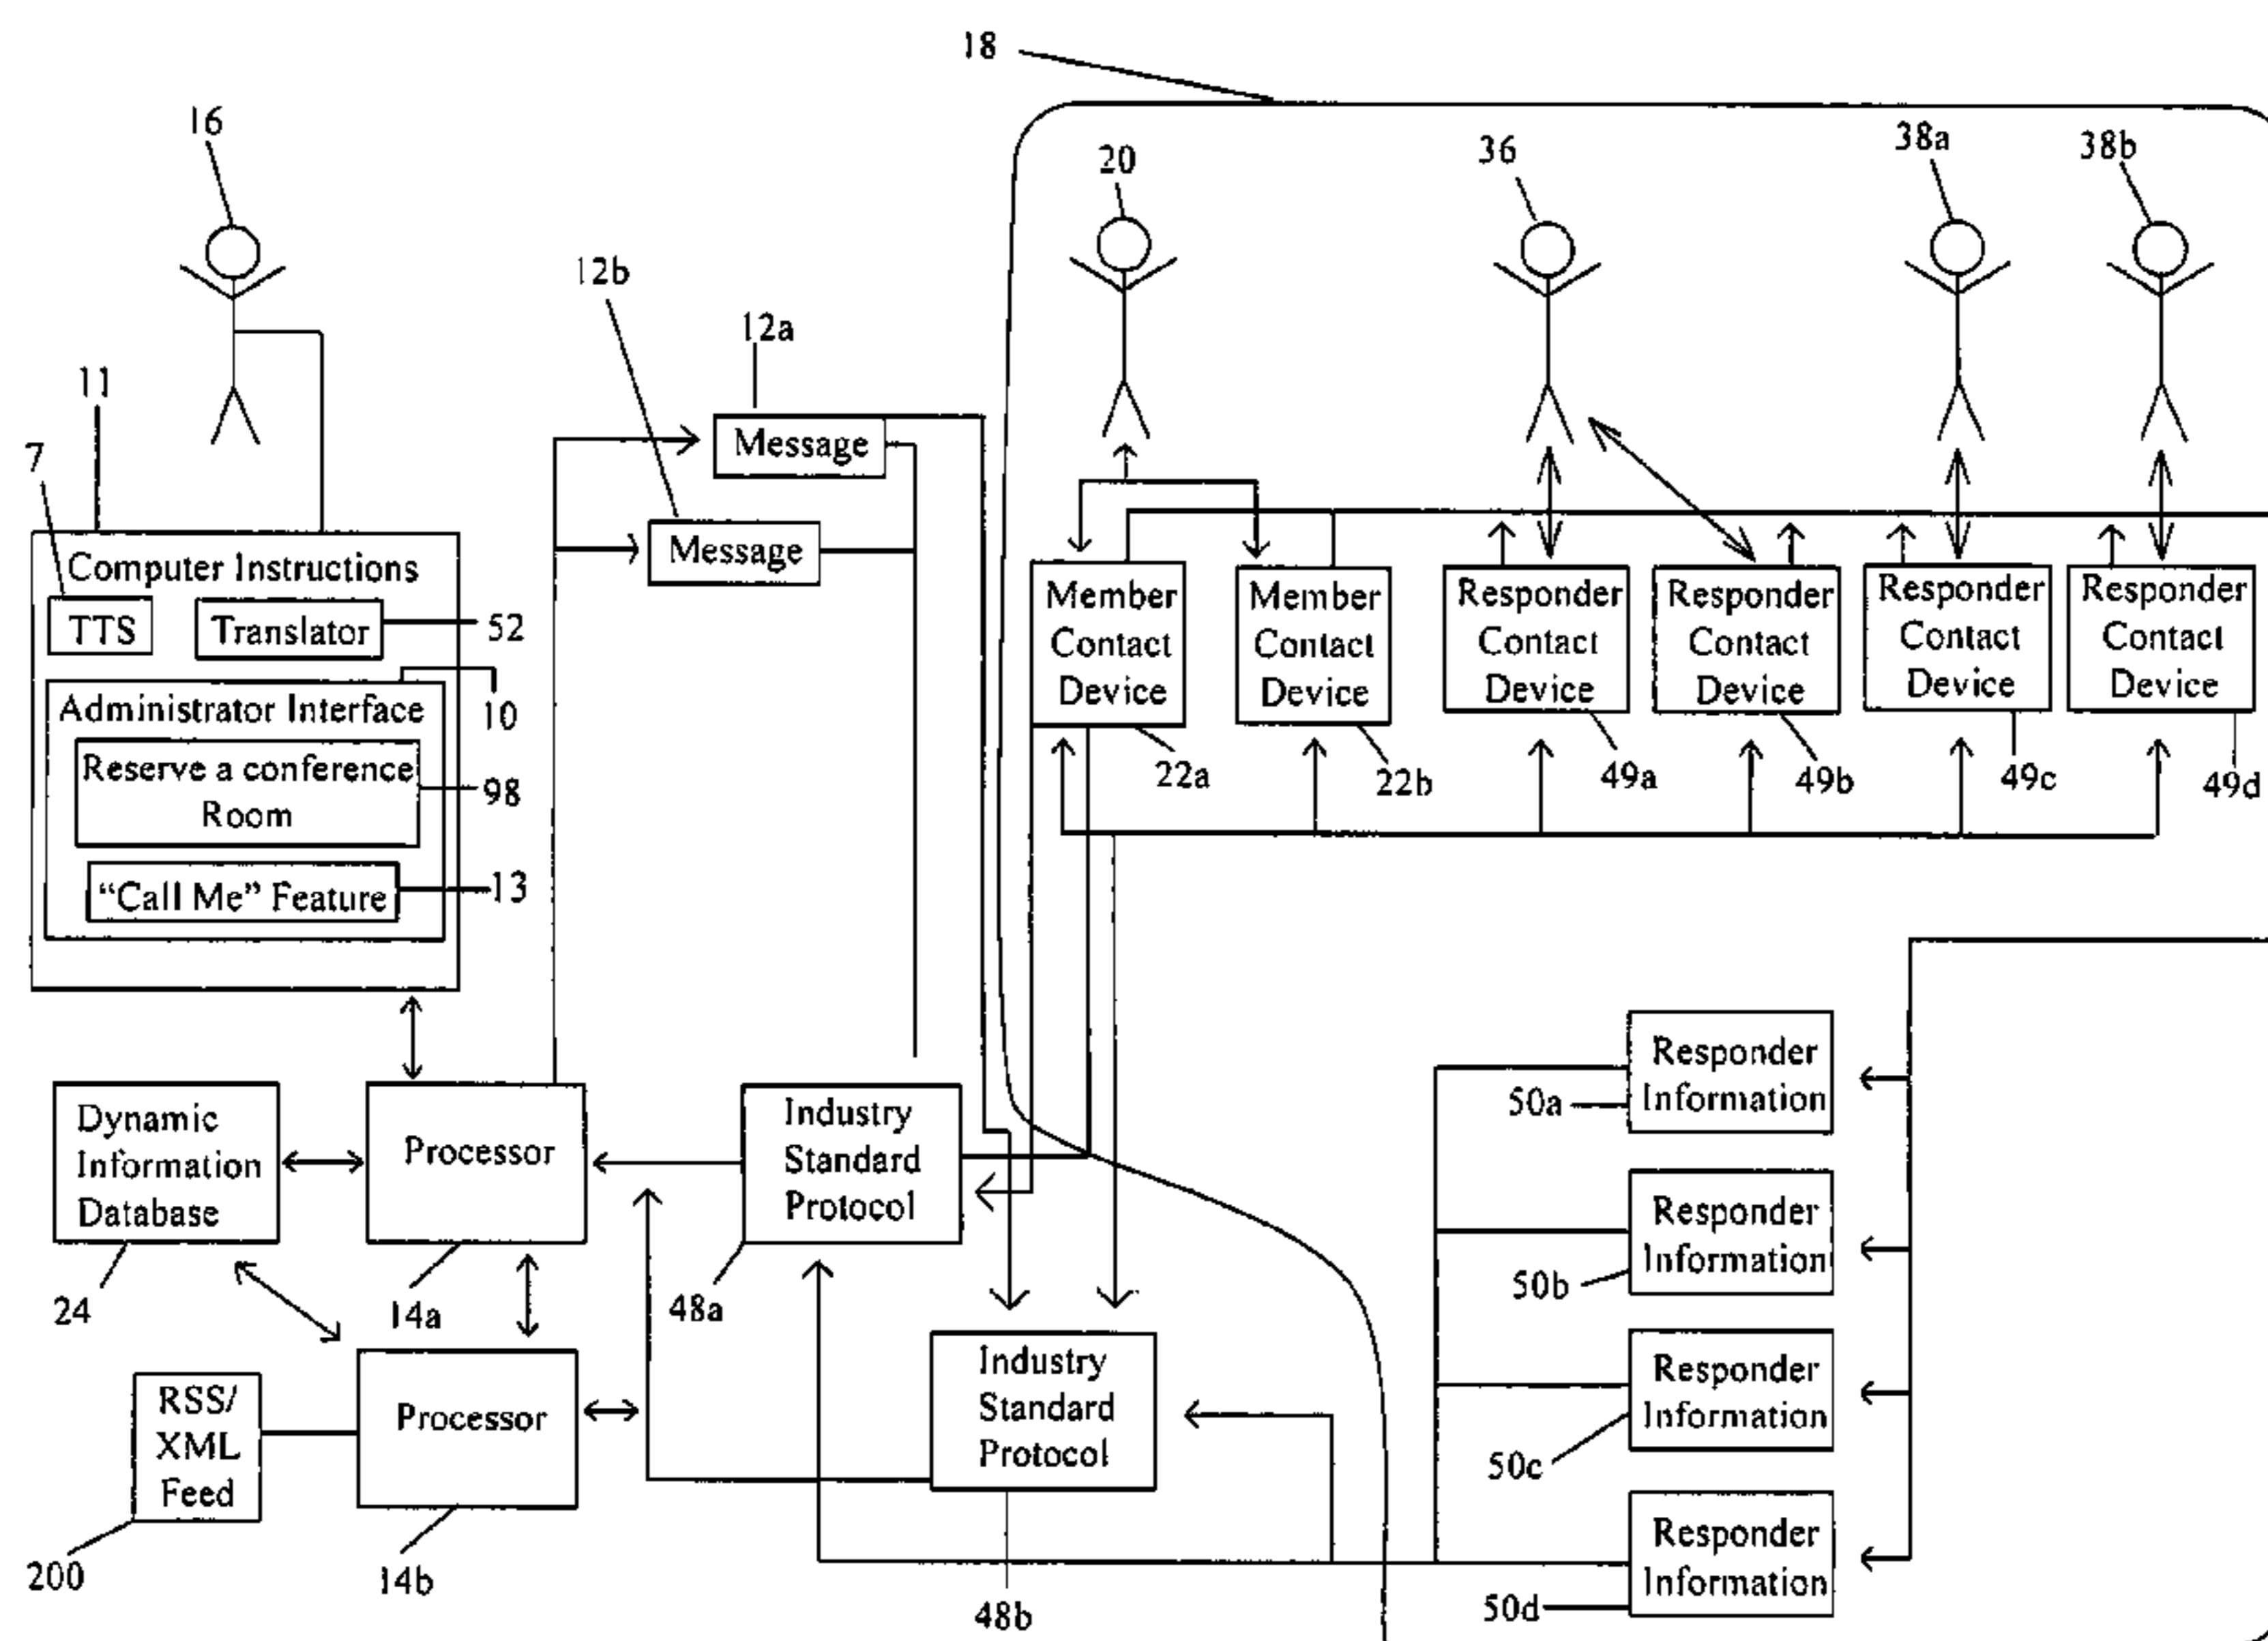 18
16
20
36
38a
38b
12b
12a
11
7
Computer Instructions
TTS
Translator
52
Administrator Interface
10
Reserve a conference
Room
98
“Call Me” Feature
13
Message
Message
Member
Contact
Device
22a
Member
Contact
Device
22b
Responder
Contact
Device
49a
Responder
Contact
Device
49b
Responder
Contact
Device
49c
Responder
Contact
Device
49d
Dynamic
Information
Database
24
Processor
14a
Industry
Standard
Protocol
48a
RSS/
XML
Feed
200
Processor
14b
Industry
Standard
Protocol
48b
Responder
Information
50a
Responder
Information
50b
Responder
Information
50c
Responder
Information
50d